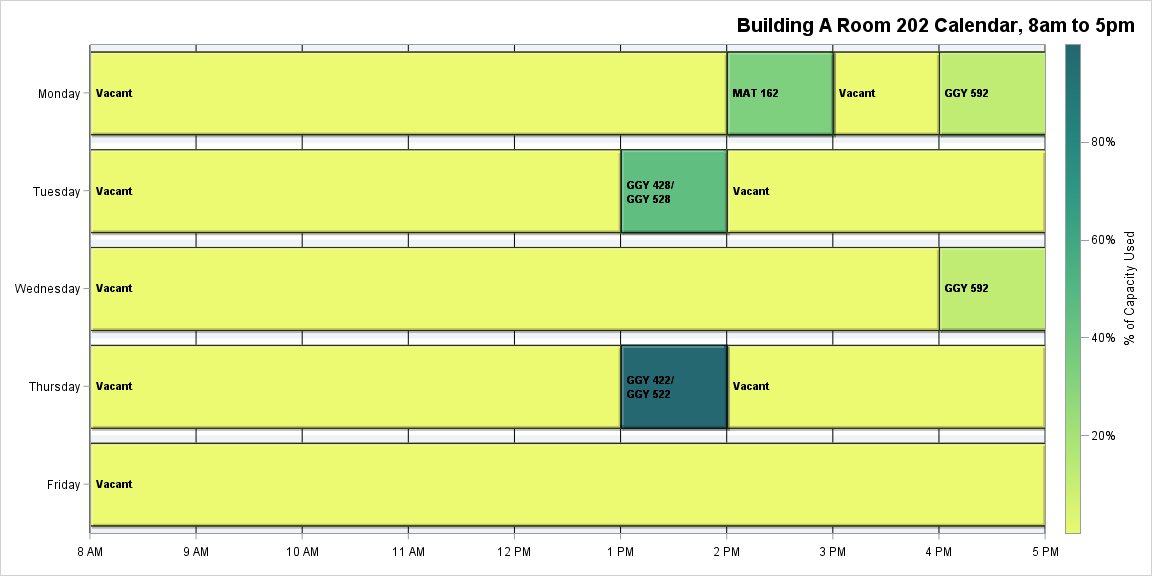 Building A Room 202 Calendar, 8am to 5pm
Monday
Vacant
MAT 162
Vacant
GGY 592
Tuesday
Vacant
GGY 428/
GGY 528
Vacant
Wednesday
Vacant
GGY 592
Thursday
Vacant
GGY 422/
GGY 522
Vacant
Friday
Vacant
8 AM
9 AM
10 AM
11 AM
12 PM
1 PM
2 PM
3 PM
4 PM
5 PM
80%
60%
40%
20%
% of Capacity Used